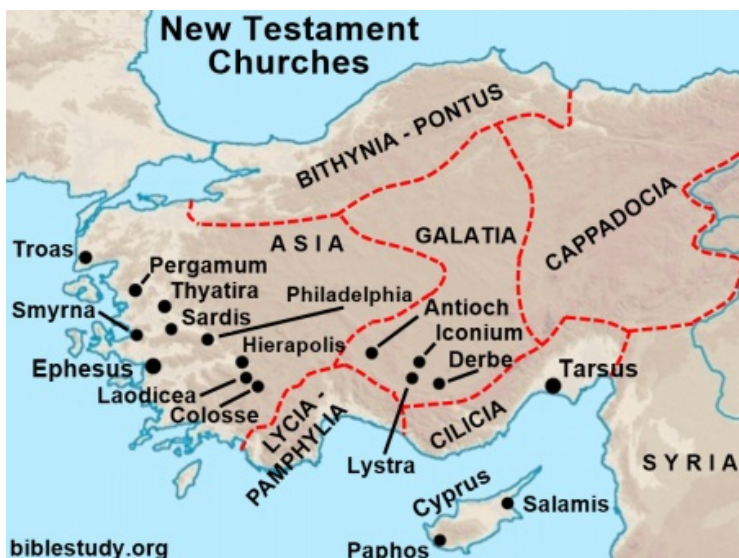 New Testament
Churches
BITHYNIA - PONTUS
ASIA
GALATIA
CAPPADOCIA
Troas
Pergamum
Thyatira
Philadelphia
Smyrna
Sardis
Antioch
Iconium
Hierapolis
Derbe
Ephesus
Tarsus
Laodicea
Colosse
LYCIA -
PAMPHYLIA
CILICIA
Lystra
SYRIA
Cyprus
Salamis
biblestudy.org
Paphos